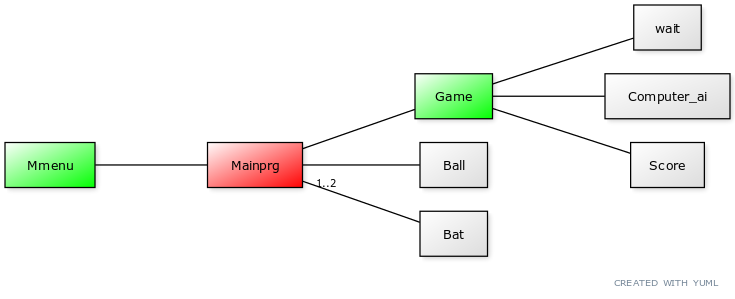 wait
Game
Computer_ai
Mmenu
Mainprg
Ball
Score
1..2
Bat
CREATED WITH YUML